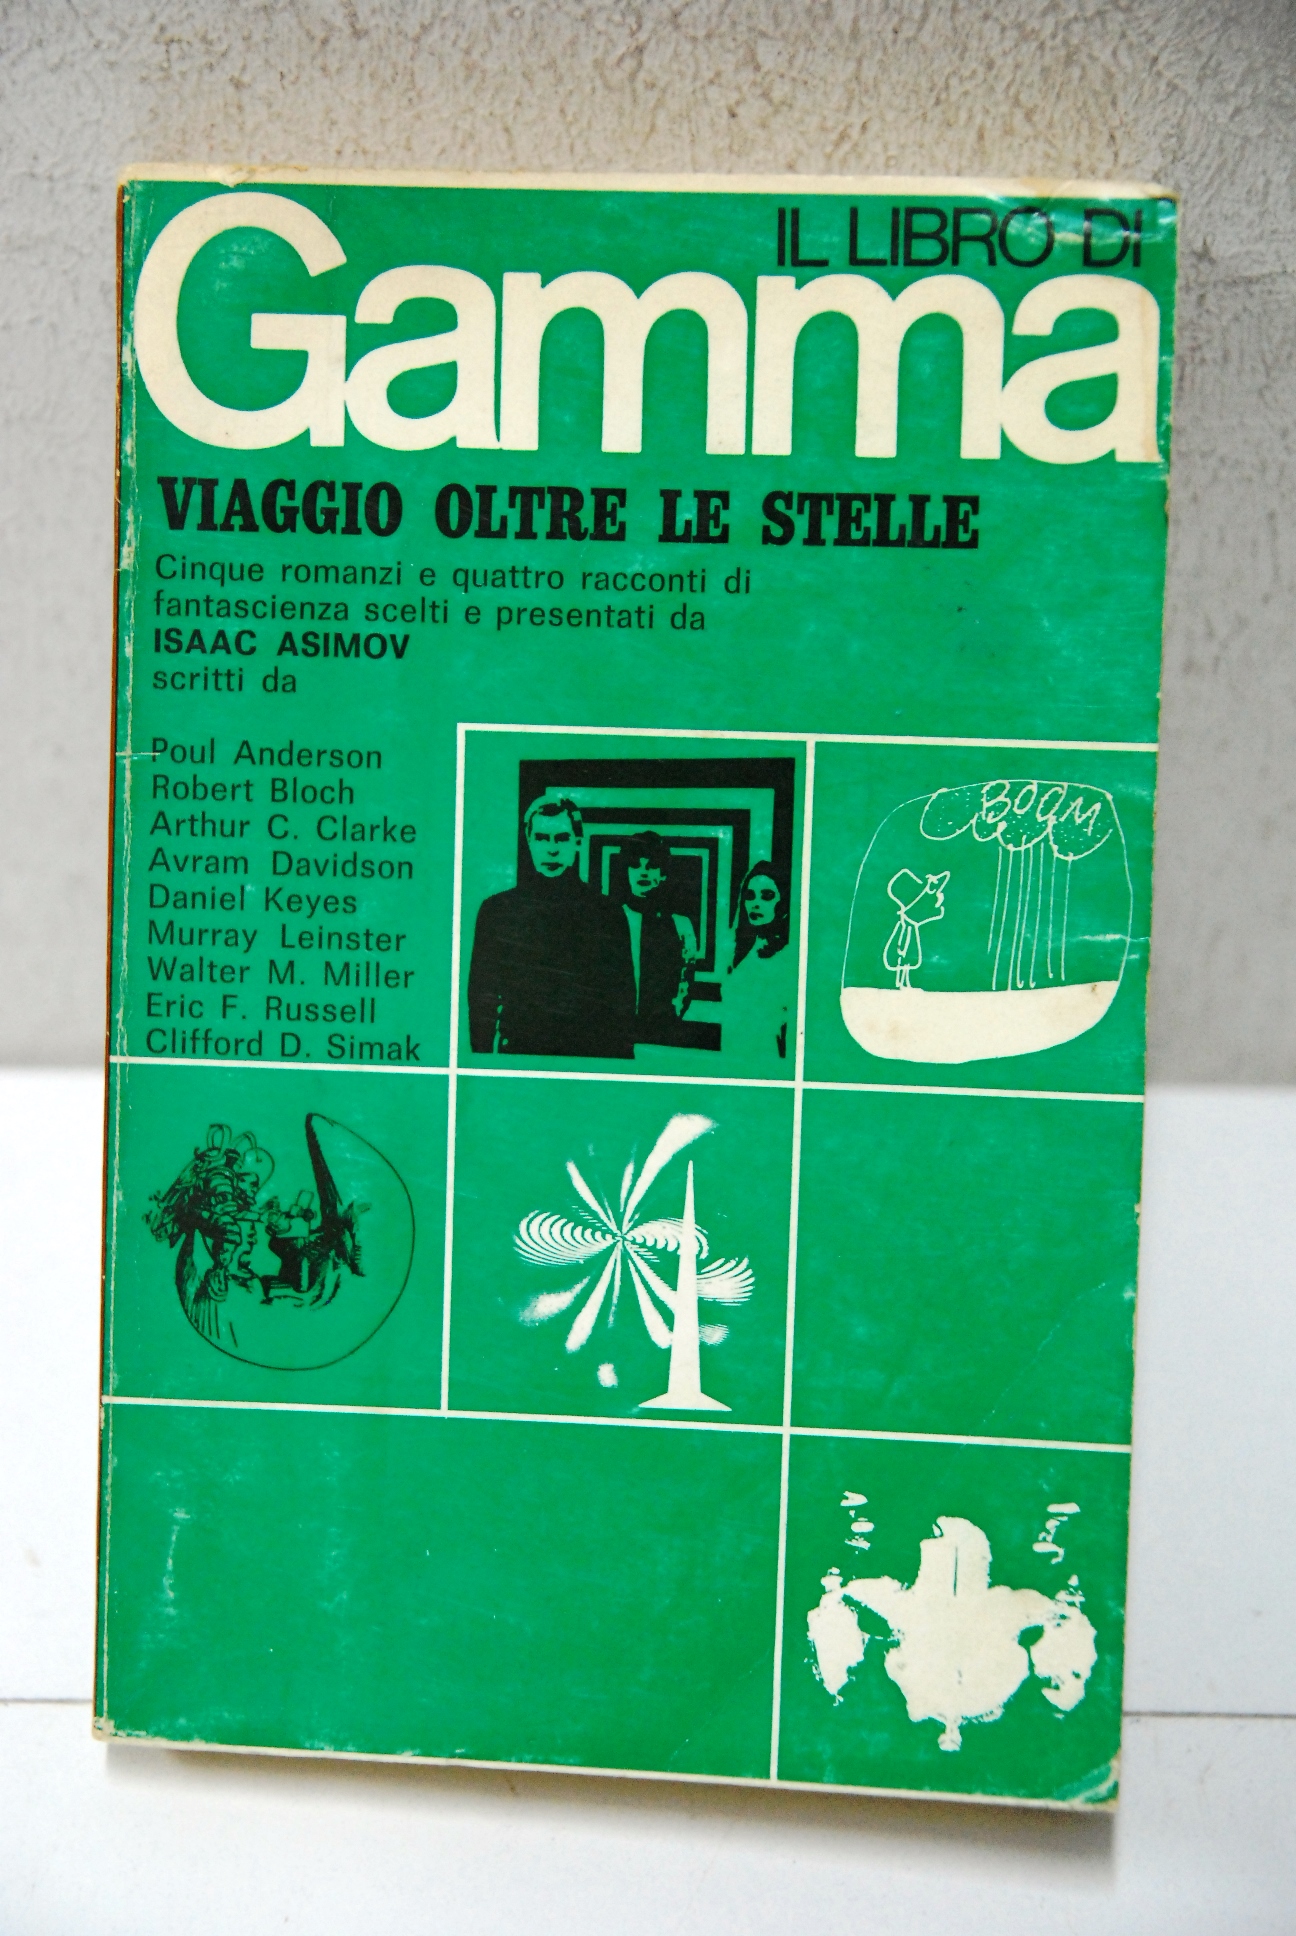 IL LIBRO DI
Gamma
VIAGGIO OLTRE LE STELLE
Cinque romanzi e quattro racconti di
fantascienza scelti e presentati da
ISAAC ASIMOV
scritti da
Poul Anderson
Robert Bloch
Arthur C. Clarke
Avram Davidson
Daniel Keyes
Murray Leinster
Walter M. Miller
Eric F. Russell
Clifford D. Simak
BOOM